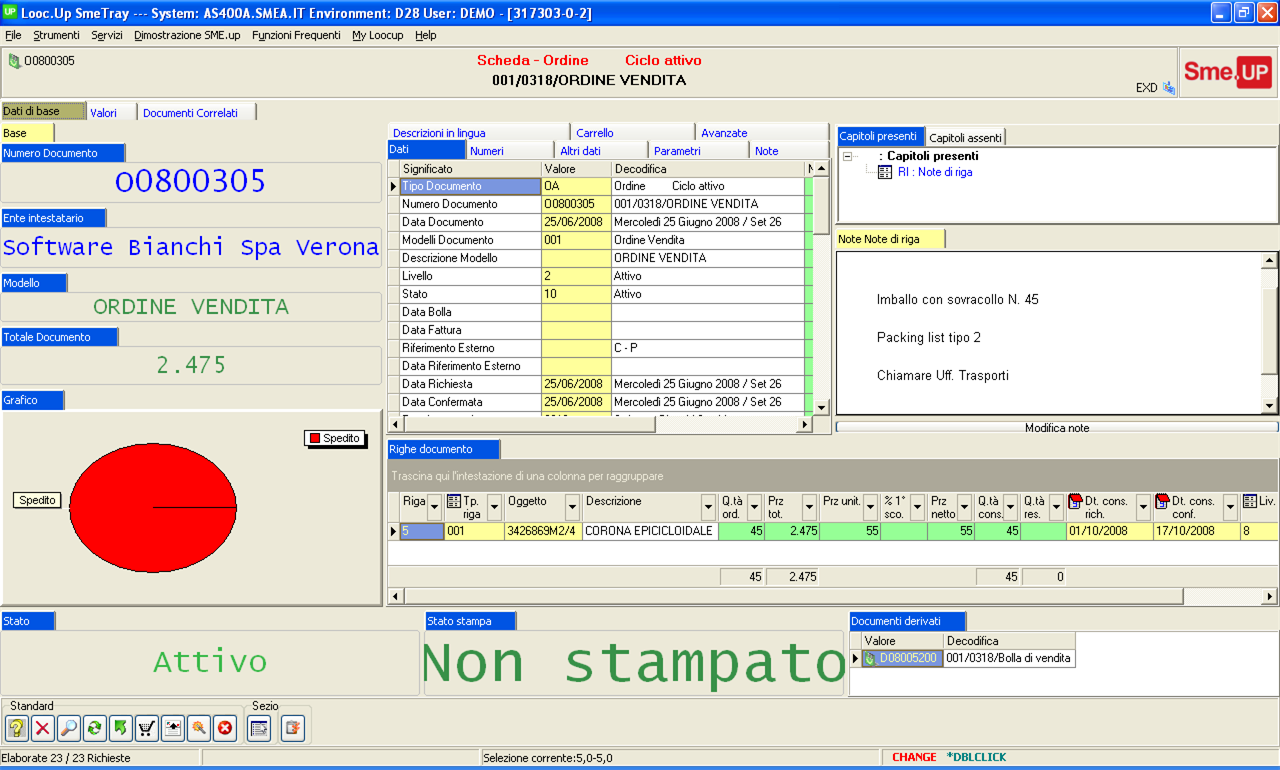 UP Looc.Up SmeTray --- System: AS400A.SMEA.IT Environment: D28 User: DEMO - [317303-0-2]
File Strumenti Servizi Dimostrazione SME.up Funzioni Frequenti My Loocup Help
O0800305
Scheda - Ordine Ciclo attivo
001/0318/ORDINE VENDITA
EXD
Sme.UP
Dati di base Valori Documenti Correlati
Base
Numero Documento
O0800305
Ente intestatario
Software Bianchi Spa Verona
Modello
ORDINE VENDITA
Totale Documento
2.475
Grafico
Spedito
Spedito
Descrizioni in lingua Carrello Avanzate
Dati Numeri Altri dati Parametri Note
Significato Valore Decodifica
Tipo Documento OA Ordine Ciclo attivo
Numero Documento O0800305 001/0318/ORDINE VENDITA
Data Documento 25/06/2008 Mercoledì 25 Giugno 2008 / Set 26
Modelli Documento 001 Ordine Vendita
Descrizione Modello ORDINE VENDITA
Livello 2 Attivo
Stato 10 Attivo
Data Bolla
Data Fattura
Riferimento Esterno C - P
Data Riferimento Esterno
Data Richiesta 25/06/2008 Mercoledì 25 Giugno 2008 / Set 26
Data Confermata 25/06/2008 Mercoledì 25 Giugno 2008 / Set 26
Capitoli presenti Capitoli assenti
: Capitoli presenti
RI : Note di riga
Note Note di riga
Imballo con sovracollo N. 45
Packing list tipo 2
Chiamare Uff. Trasporti
Modifica note
Righe documento
Trascina qui l'intestazione di una colonna per raggruppare
Riga Tp. riga Oggetto Descrizione Q.tà ord. Prz tot. Prz unit. % 1° sco. Prz netto Q.tà cons. Q.tà res. Dt. cons. rich. Dt. cons. conf. Liv.
5 001 3426869M2/4 CORONA EPICICLOIDALE 45 2.475 55 55 45 01/10/2008 17/10/2008 8
45 2.475 45 0
Stato
Attivo
Stato stampa
Non stampato
Documenti derivati
Valore Decodifica
D08005200 001/0318/Bolla di vendita
Standard Sezio
Elaborate 23 / 23 Richieste Selezione corrente:5,0-5,0 CHANGE *DBLCLICK